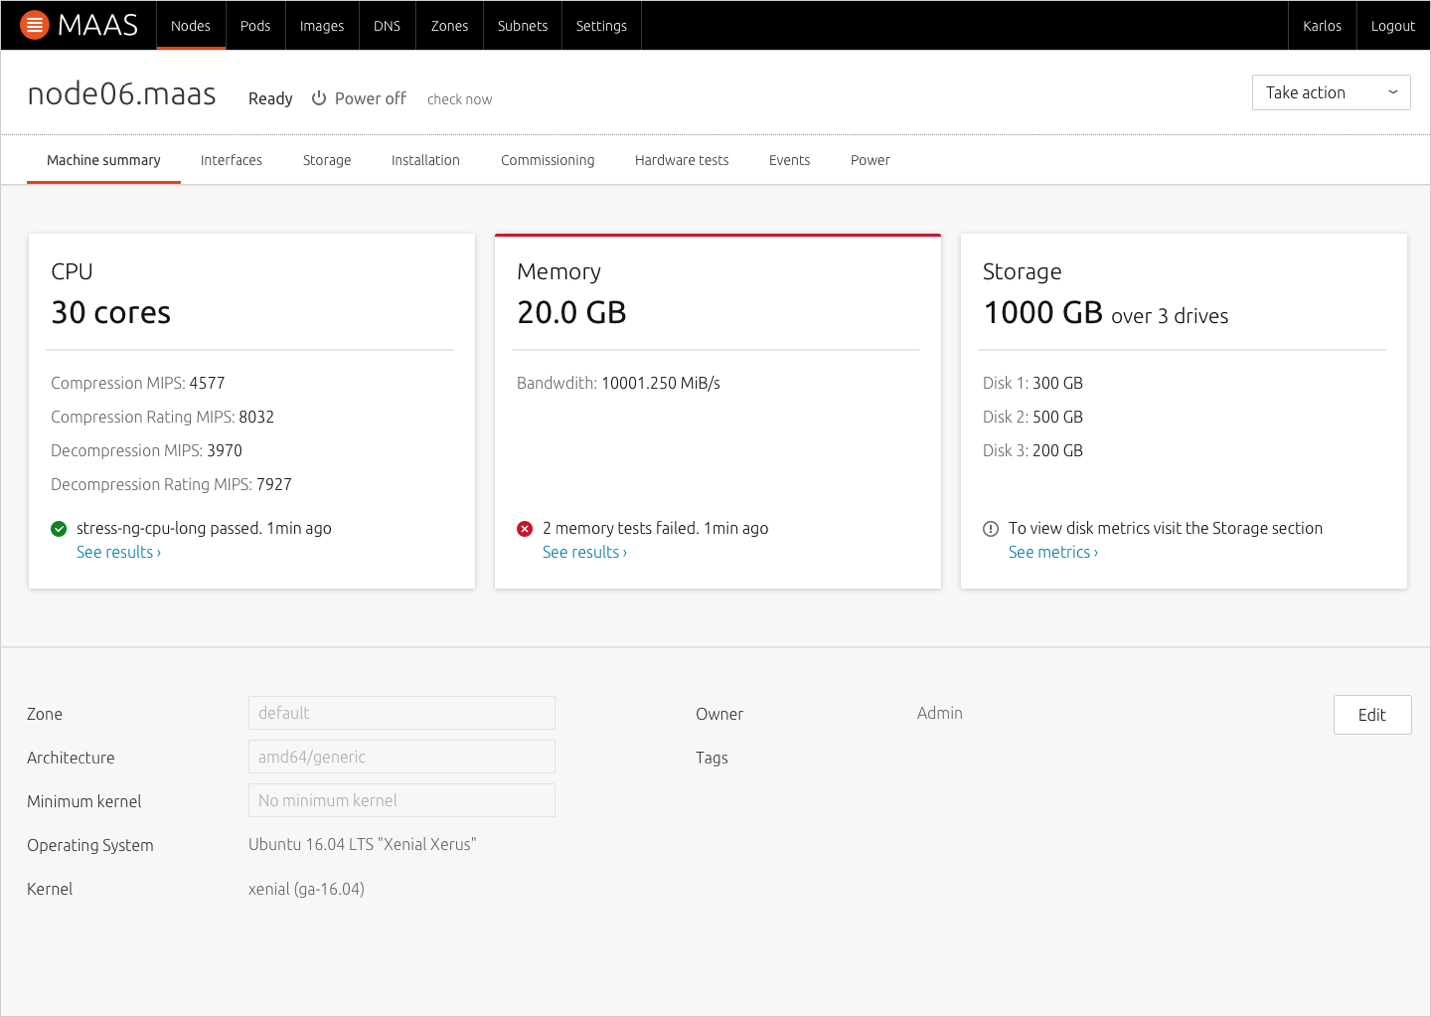 MAAS Nodes Pods Images DNS Zones Subnets Settings Karlos Logout
node06.maas Ready Power off check now Take action
Machine summary Interfaces Storage Installation Commissioning Hardware tests Events Power
CPU
30 cores
Compression MIPS: 4577
Compression Rating MIPS: 8032
Decompression MIPS: 3970
Decompression Rating MIPS: 7927
stress-ng-cpu-long passed. 1min ago
See results ›
Memory
20.0 GB
Bandwdith: 10001.250 MiB/s
2 memory tests failed. 1min ago
See results ›
Storage
1000 GB over 3 drives
Disk 1: 300 GB
Disk 2: 500 GB
Disk 3: 200 GB
To view disk metrics visit the Storage section
See metrics ›
Zone default
Architecture amd64/generic
Minimum kernel No minimum kernel
Operating System Ubuntu 16.04 LTS "Xenial Xerus"
Kernel xenial (ga-16.04)
Owner Admin
Tags
Edit